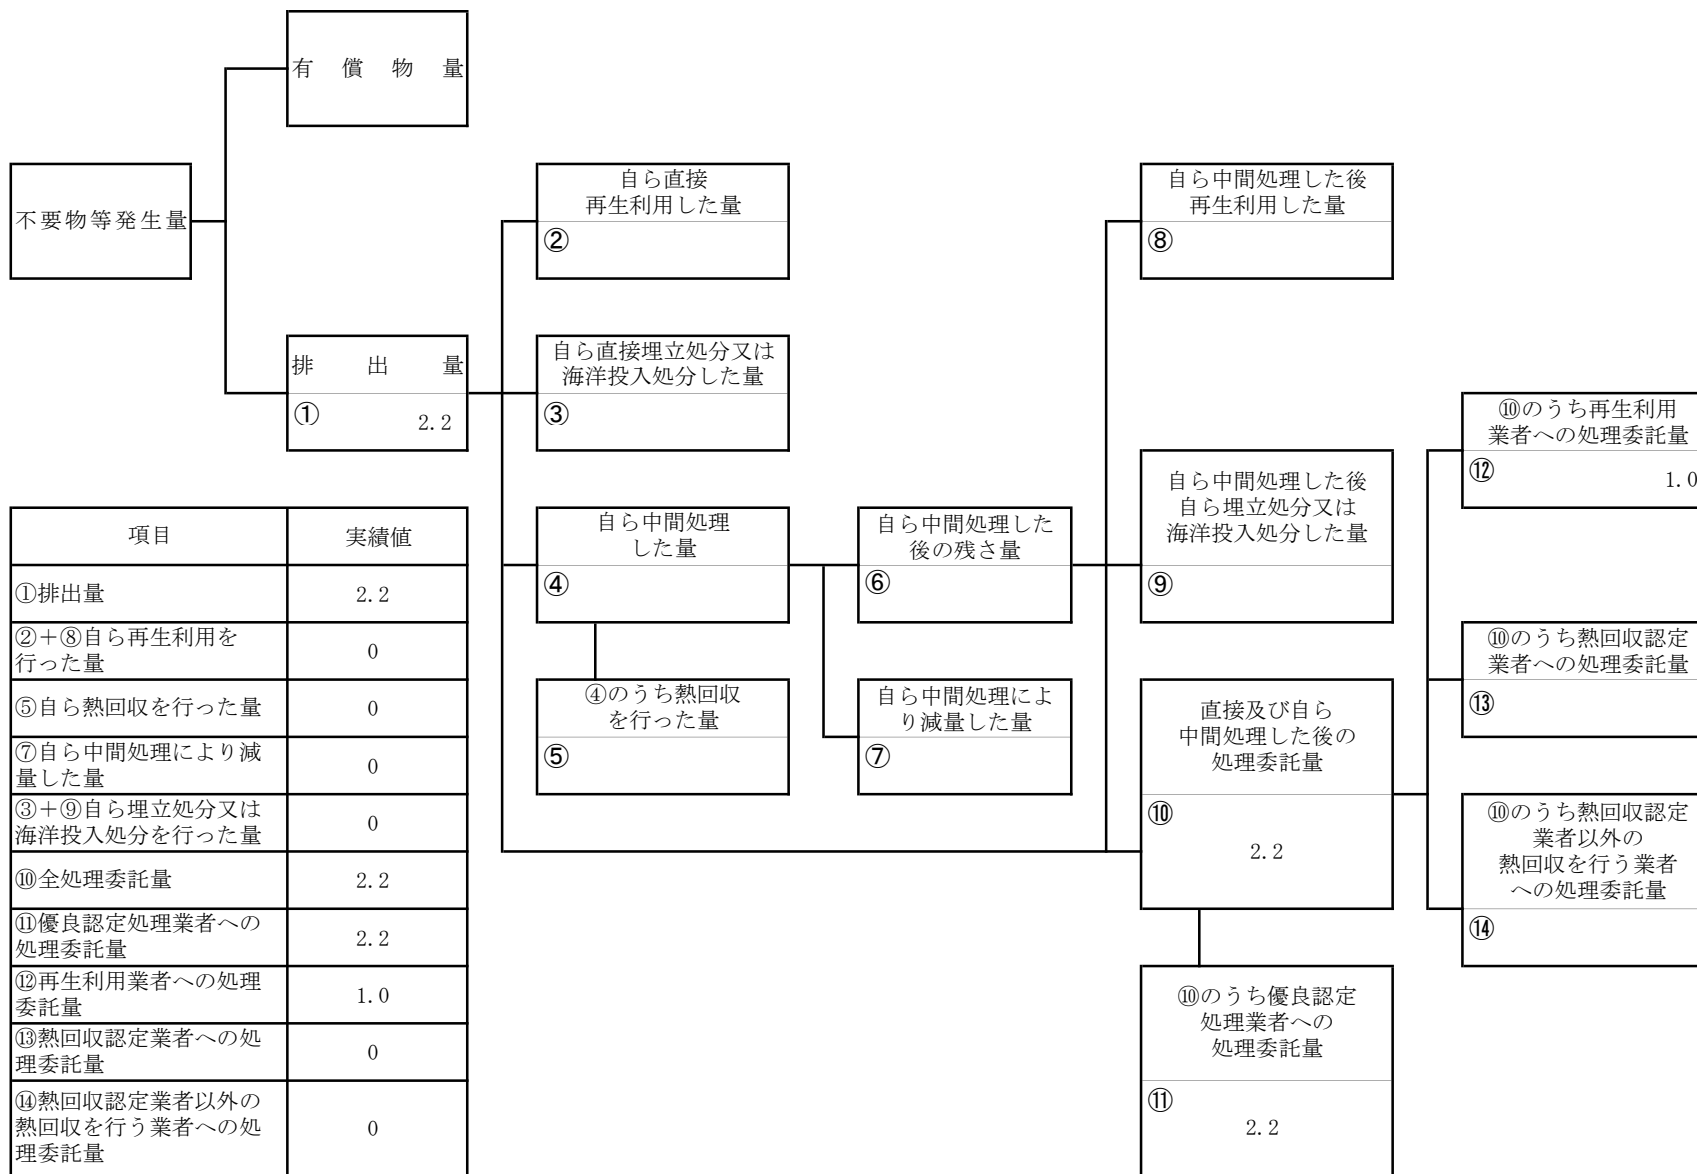 有償物量
不要物等発生量
排出量
①
2.2
自ら直接
再生利用した量
②
自ら直接埋立処分又は
海洋投入処分した量
③
自ら中間処理
した量
④
④のうち熱回収
を行った量
⑤
自ら中間処理した
後の残さ量
⑥
自ら中間処理によ
り減量した量
⑦
自ら中間処理した後
再生利用した量
⑧
自ら中間処理した後
自ら埋立処分又は
海洋投入処分した量
⑨
直接及び自ら
中間処理した後の
処理委託量
⑩
2.2
⑩のうち優良認定
処理業者への
処理委託量
⑪
2.2
⑩のうち再生利用
業者への処理委託量
⑫
1.0
⑩のうち熱回収認定
業者への処理委託量
⑬
⑩のうち熱回収認定
業者以外の
熱回収を行う業者
への処理委託量
⑭
項目 実績値
①排出量 2.2
②+⑧自ら再生利用を
行った量 0
⑤自ら熱回収を行った量 0
⑦自ら中間処理により減
量した量 0
③+⑨自ら埋立処分又は
海洋投入処分を行った量 0
⑩全処理委託量 2.2
⑪優良認定処理業者への
処理委託量 2.2
⑫再生利用業者への処理
委託量 1.0
⑬熱回収認定業者への処
理委託量 0
⑭熱回収認定業者以外の
熱回収を行う業者への処
理委託量 0